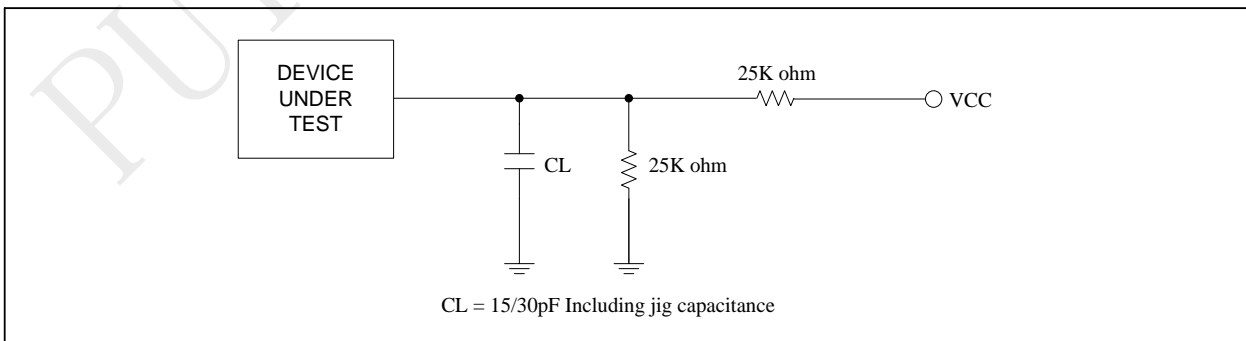 DEVICE
UNDER
TEST
25K ohm
VCC
CL
25K ohm
CL = 15/30pF Including jig capacitance